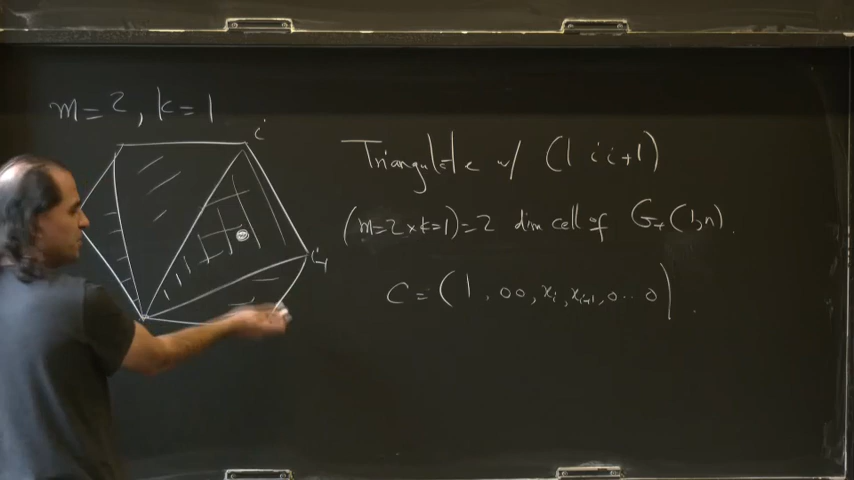 m=2, k=1
i
i+1
Triangulate w/ (1 i i+1)
(m=2×k=1)=2 dim cell of G+(1,n).
C = (1, 0 0, xi, xi+1, 0...0).